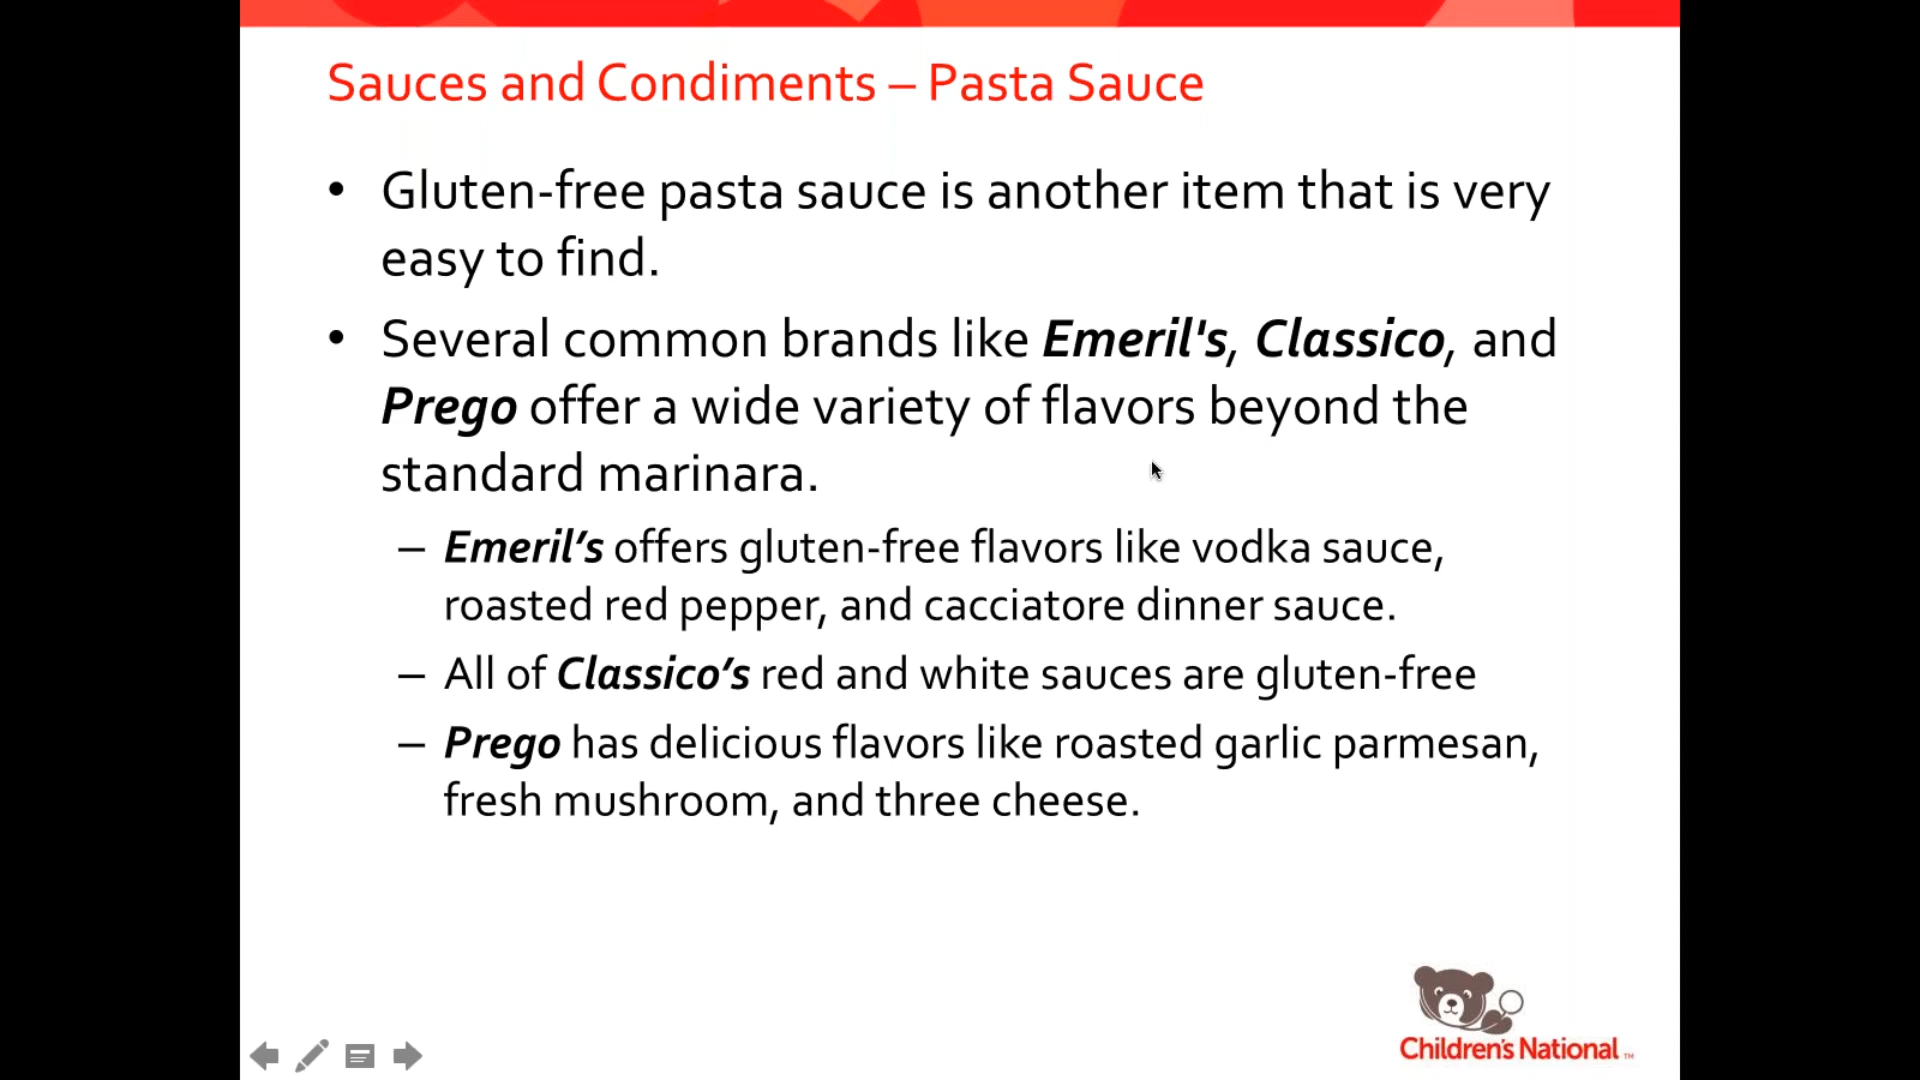 Sauces and Condiments – Pasta Sauce
• Gluten-free pasta sauce is another item that is very
easy to find.
• Several common brands like Emeril's, Classico, and
Prego offer a wide variety of flavors beyond the
standard marinara.
– Emeril’s offers gluten-free flavors like vodka sauce,
roasted red pepper, and cacciatore dinner sauce.
– All of Classico’s red and white sauces are gluten-free
– Prego has delicious flavors like roasted garlic parmesan,
fresh mushroom, and three cheese.
Children's National ™